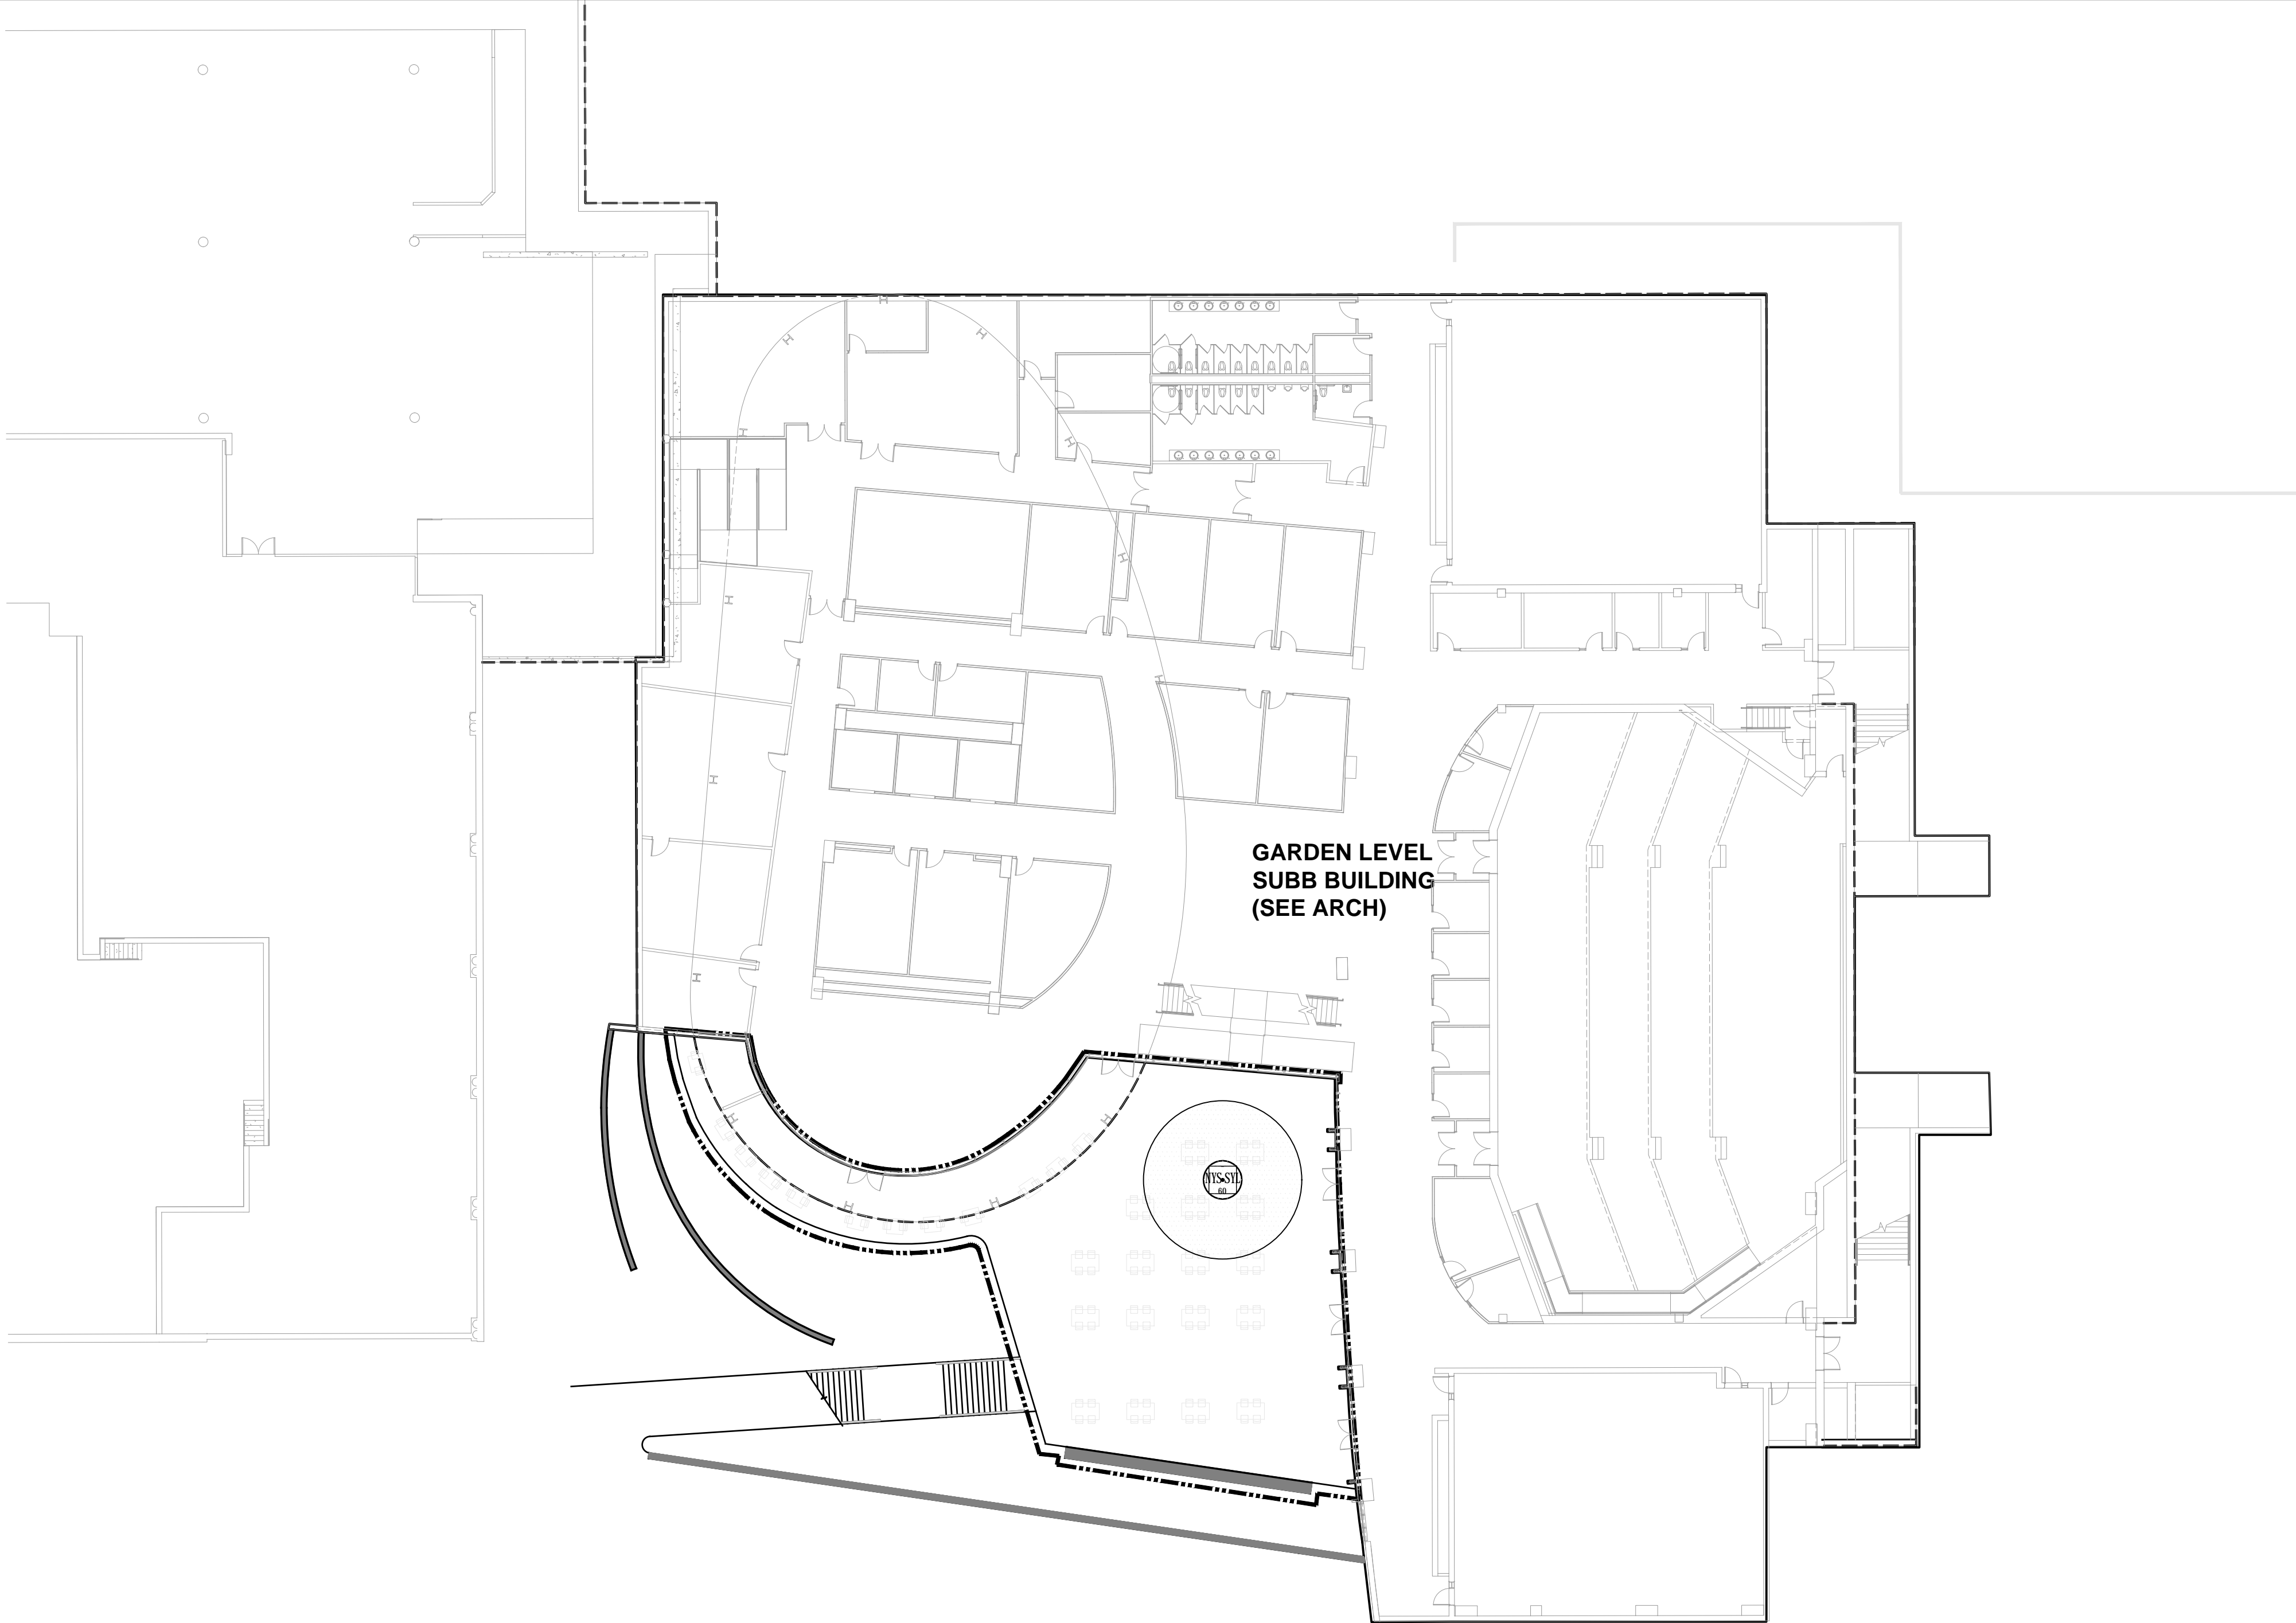 GARDEN LEVEL
SUBB BUILDING
(SEE ARCH)
NYS-SYL
60